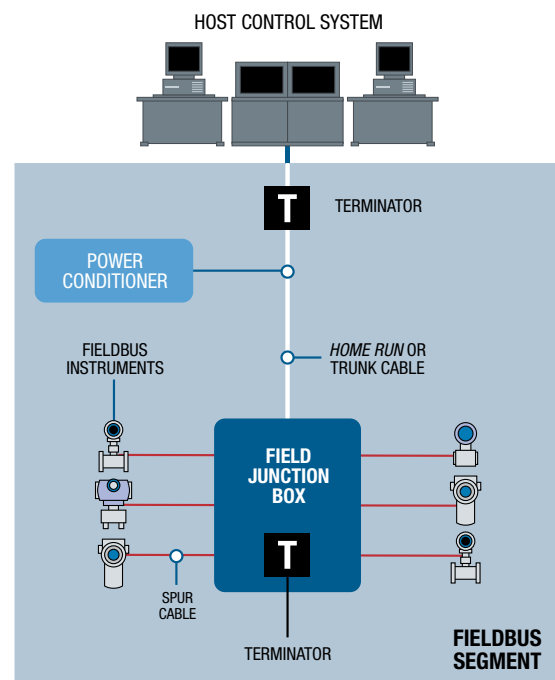 HOST CONTROL SYSTEM
T
TERMINATOR
POWER
CONDITIONER
FIELDBUS
INSTRUMENTS
HOME RUN OR
TRUNK CABLE
FIELD
JUNCTION
BOX
T
SPUR
CABLE
TERMINATOR
FIELDBUS
SEGMENT